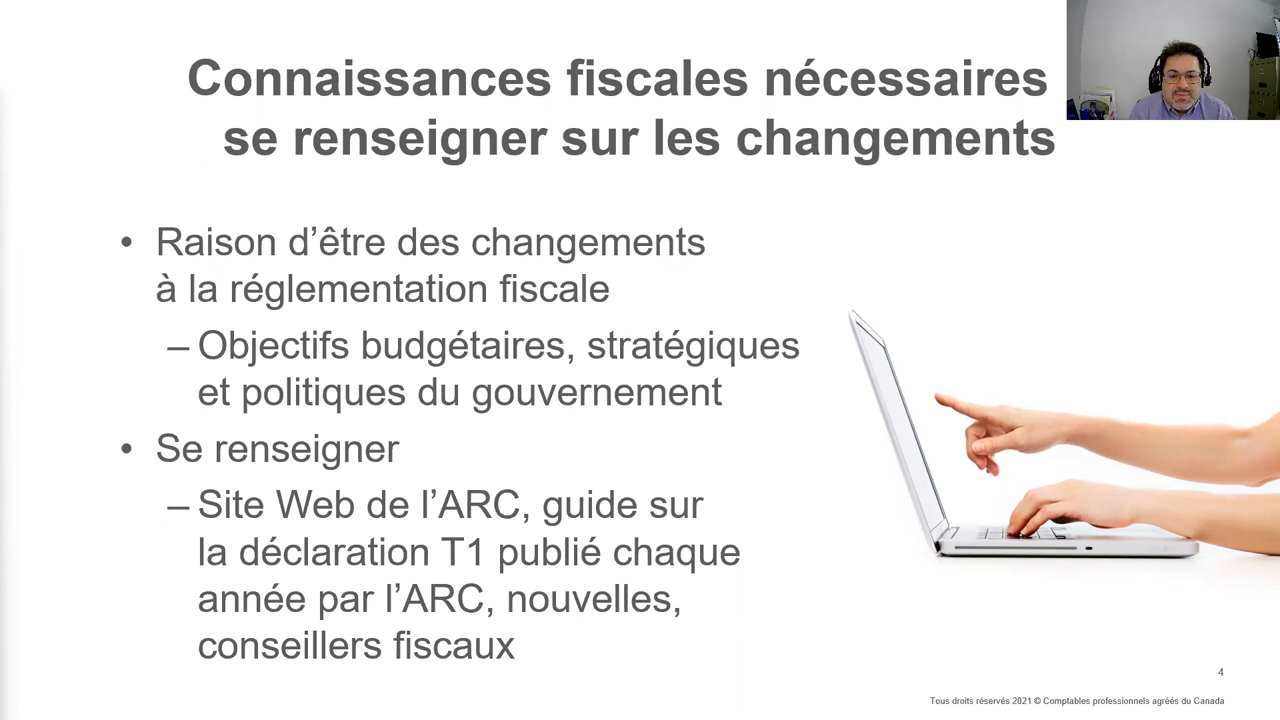 Connaissances fiscales nécessaires
se renseigner sur les changements
• Raison d’être des changements
à la réglementation fiscale
– Objectifs budgétaires, stratégiques
et politiques du gouvernement
• Se renseigner
– Site Web de l’ARC, guide sur
la déclaration T1 publié chaque
année par l’ARC, nouvelles,
conseillers fiscaux
4
Tous droits réservés 2021 © Comptables professionnels agréés du Canada